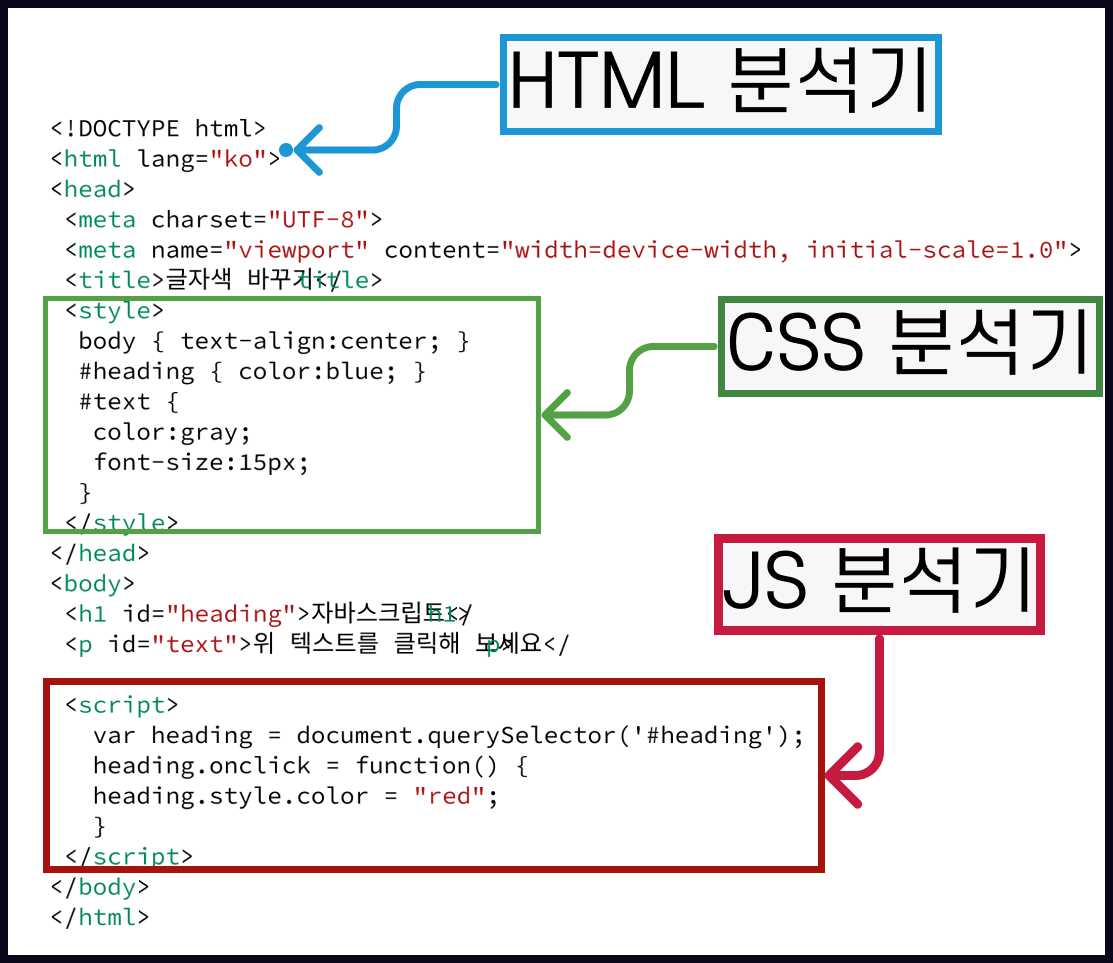 HTML 분석기
<!DOCTYPE html>
<html lang="ko">
<head>
<meta charset="UTF-8">
<meta name="viewport" content="width=device-width, initial-scale=1.0">
<title>글자색 바꾸기</title>
<style>
CSS 분석기
body { text-align:center; }
#heading { color:blue; }
#text {
color:gray;
font-size:15px;
}
</style>
</head>
JS 분석기
<body>
<h1 id="heading">자바스크립트</h1>
<p id="text">위 텍스트를 클릭해 보세요</p>
<script>
var heading = document.querySelector('#heading');
heading.onclick = function() {
heading.style.color = "red";
}
</script>
</body>
</html>